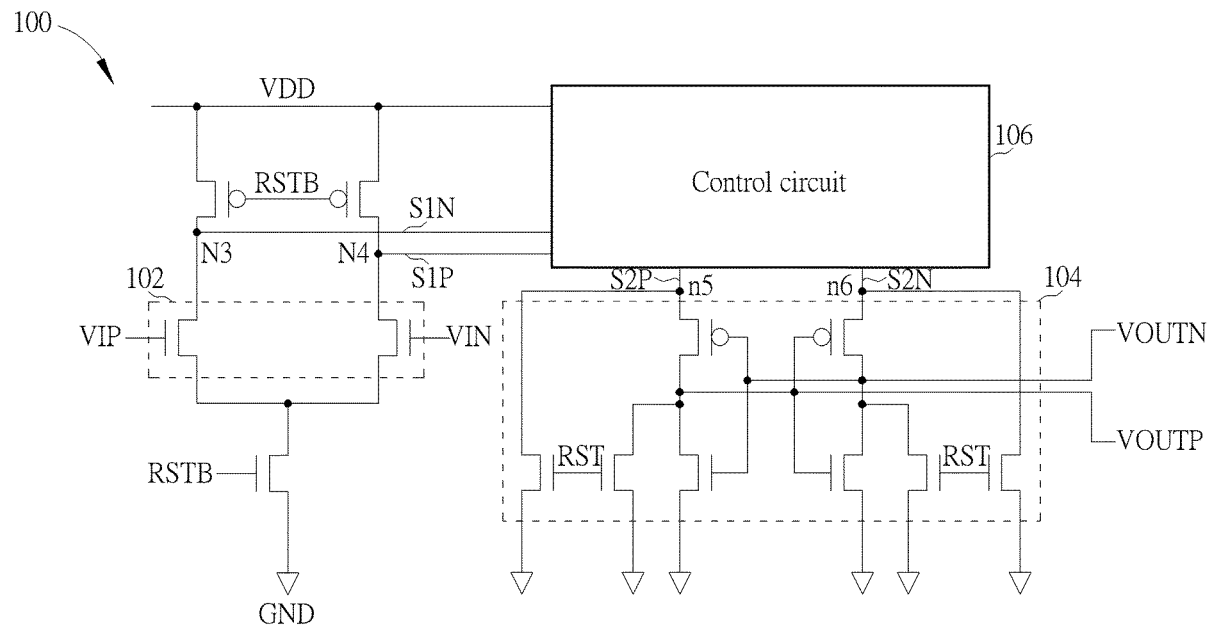 100
VDD
106
RSTB
Control circuit
S1N
N3
N4
S1P
102
S2P
n5
n6
S2N
104
VIP
VIN
VOUTN
VOUTP
RSTB
RST
RST
GND